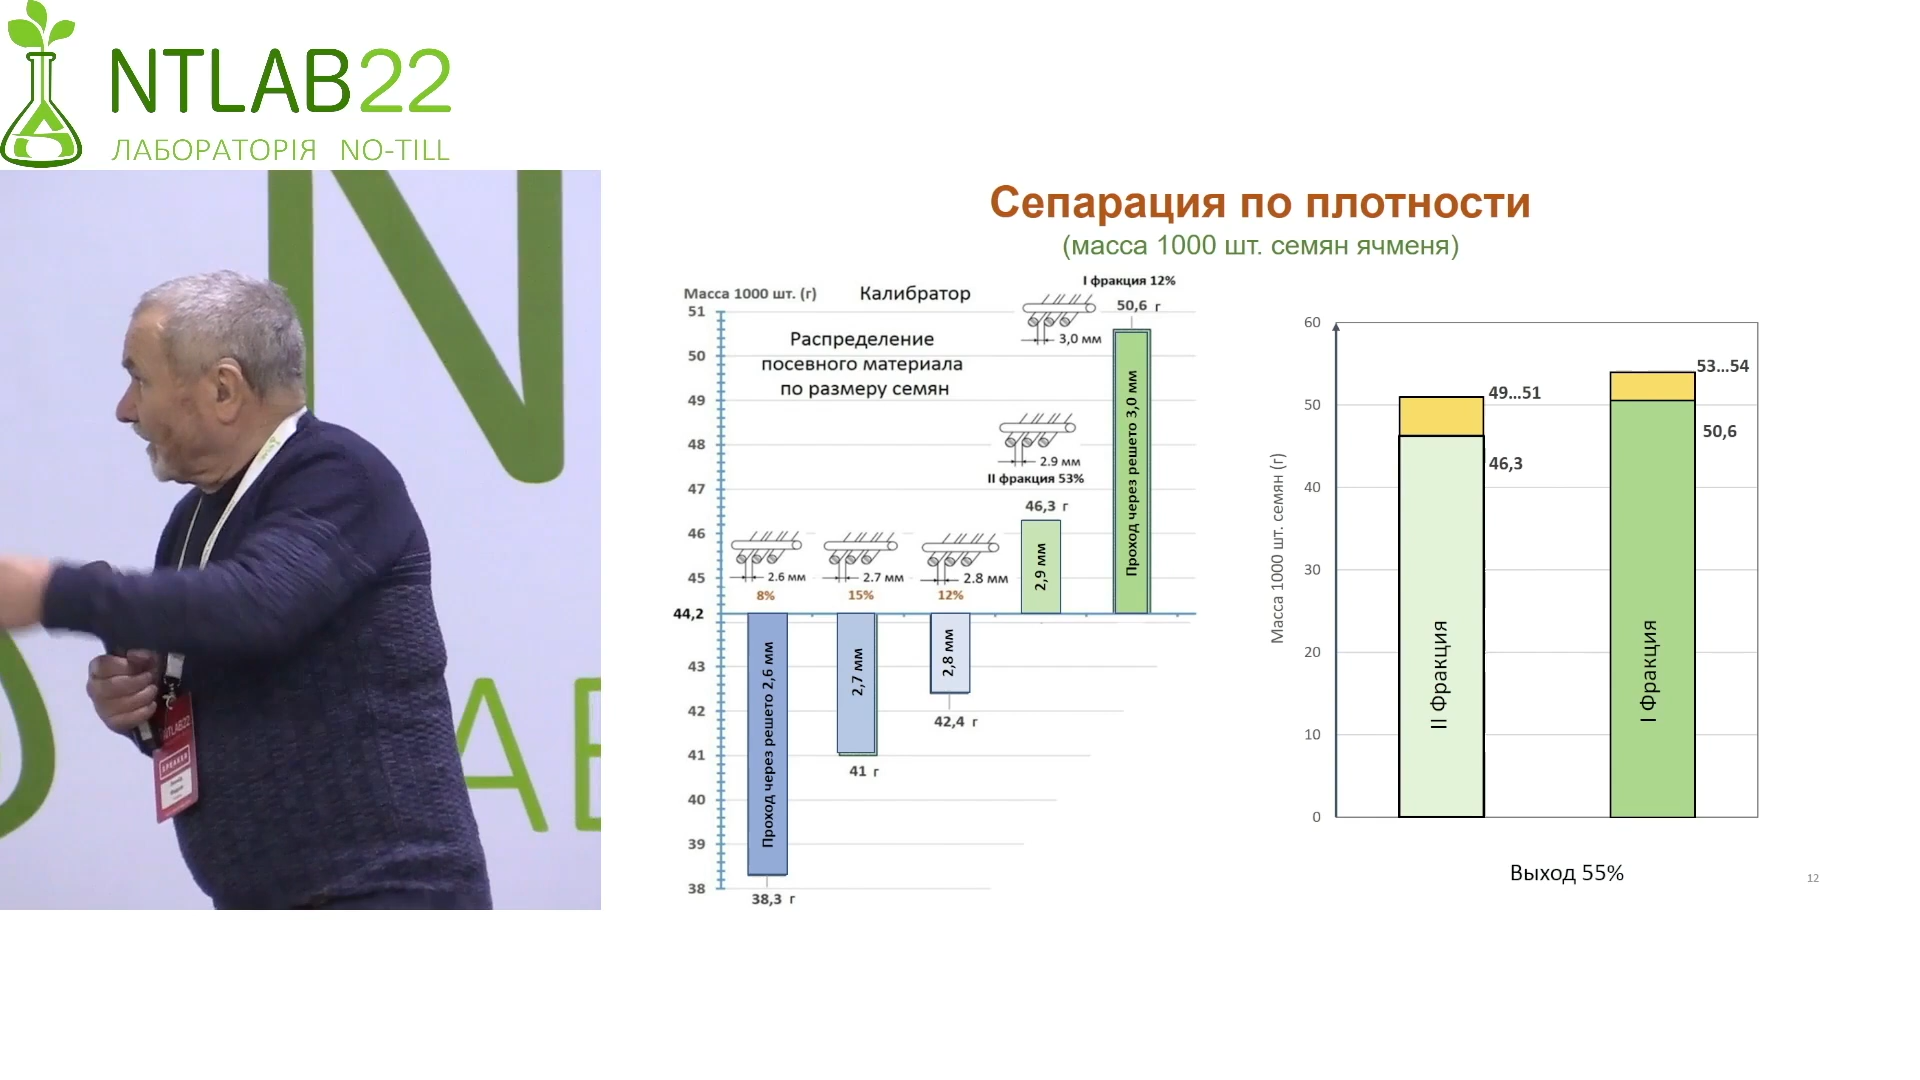 NTLAB22
ЛАБОРАТОРІЯ NO-TILL
Сепарация по плотности
(масса 1000 шт. семян ячменя)
Масса 1000 шт. (г)
Калибратор
Распределение
посевного материала
по размеру семян
I фракция 12%
50,6 г
3,0 мм
Проход через решето 3,0 мм
2.9 мм
II фракция 53%
46,3 г
2,9 мм
2.6 мм
2.7 мм
2.8 мм
8%
15%
12%
Проход через решето 2,6 мм
2,7 мм
2,8 мм
42,4 г
41 г
38,3 г
51
50
49
48
47
46
45
44,2
43
42
41
40
39
38
Масса 1000 шт. семян (г)
60
50
40
30
20
10
0
49...51
46,3
II Фракция
53...54
50,6
I Фракция
Выход 55%
12
NTLAB22
SPEAKER
N
AB